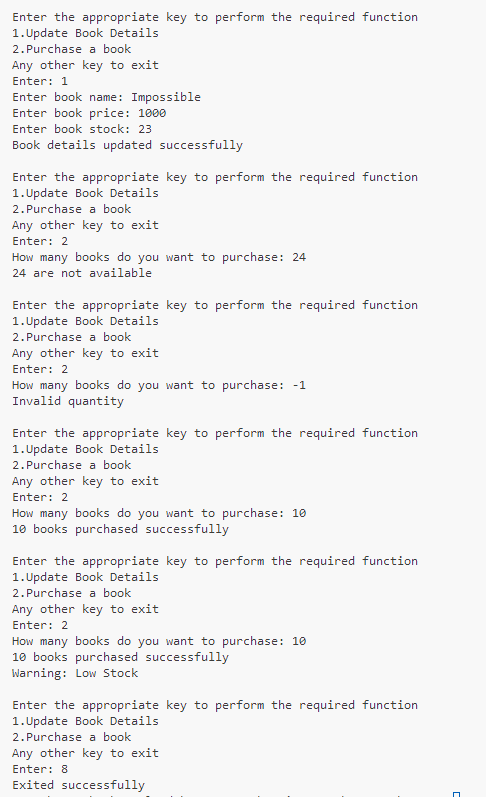 Enter the appropriate key to perform the required function
1.Update Book Details
2.Purchase a book
Any other key to exit
Enter: 1
Enter book name: Impossible
Enter book price: 1000
Enter book stock: 23
Book details updated successfully
Enter the appropriate key to perform the required function
1.Update Book Details
2.Purchase a book
Any other key to exit
Enter: 2
How many books do you want to purchase: 24
24 are not available
Enter the appropriate key to perform the required function
1.Update Book Details
2.Purchase a book
Any other key to exit
Enter: 2
How many books do you want to purchase: -1
Invalid quantity
Enter the appropriate key to perform the required function
1.Update Book Details
2.Purchase a book
Any other key to exit
Enter: 2
How many books do you want to purchase: 10
10 books purchased successfully
Enter the appropriate key to perform the required function
1.Update Book Details
2.Purchase a book
Any other key to exit
Enter: 2
How many books do you want to purchase: 10
10 books purchased successfully
Warning: Low Stock
Enter the appropriate key to perform the required function
1.Update Book Details
2.Purchase a book
Any other key to exit
Enter: 8
Exited successfully